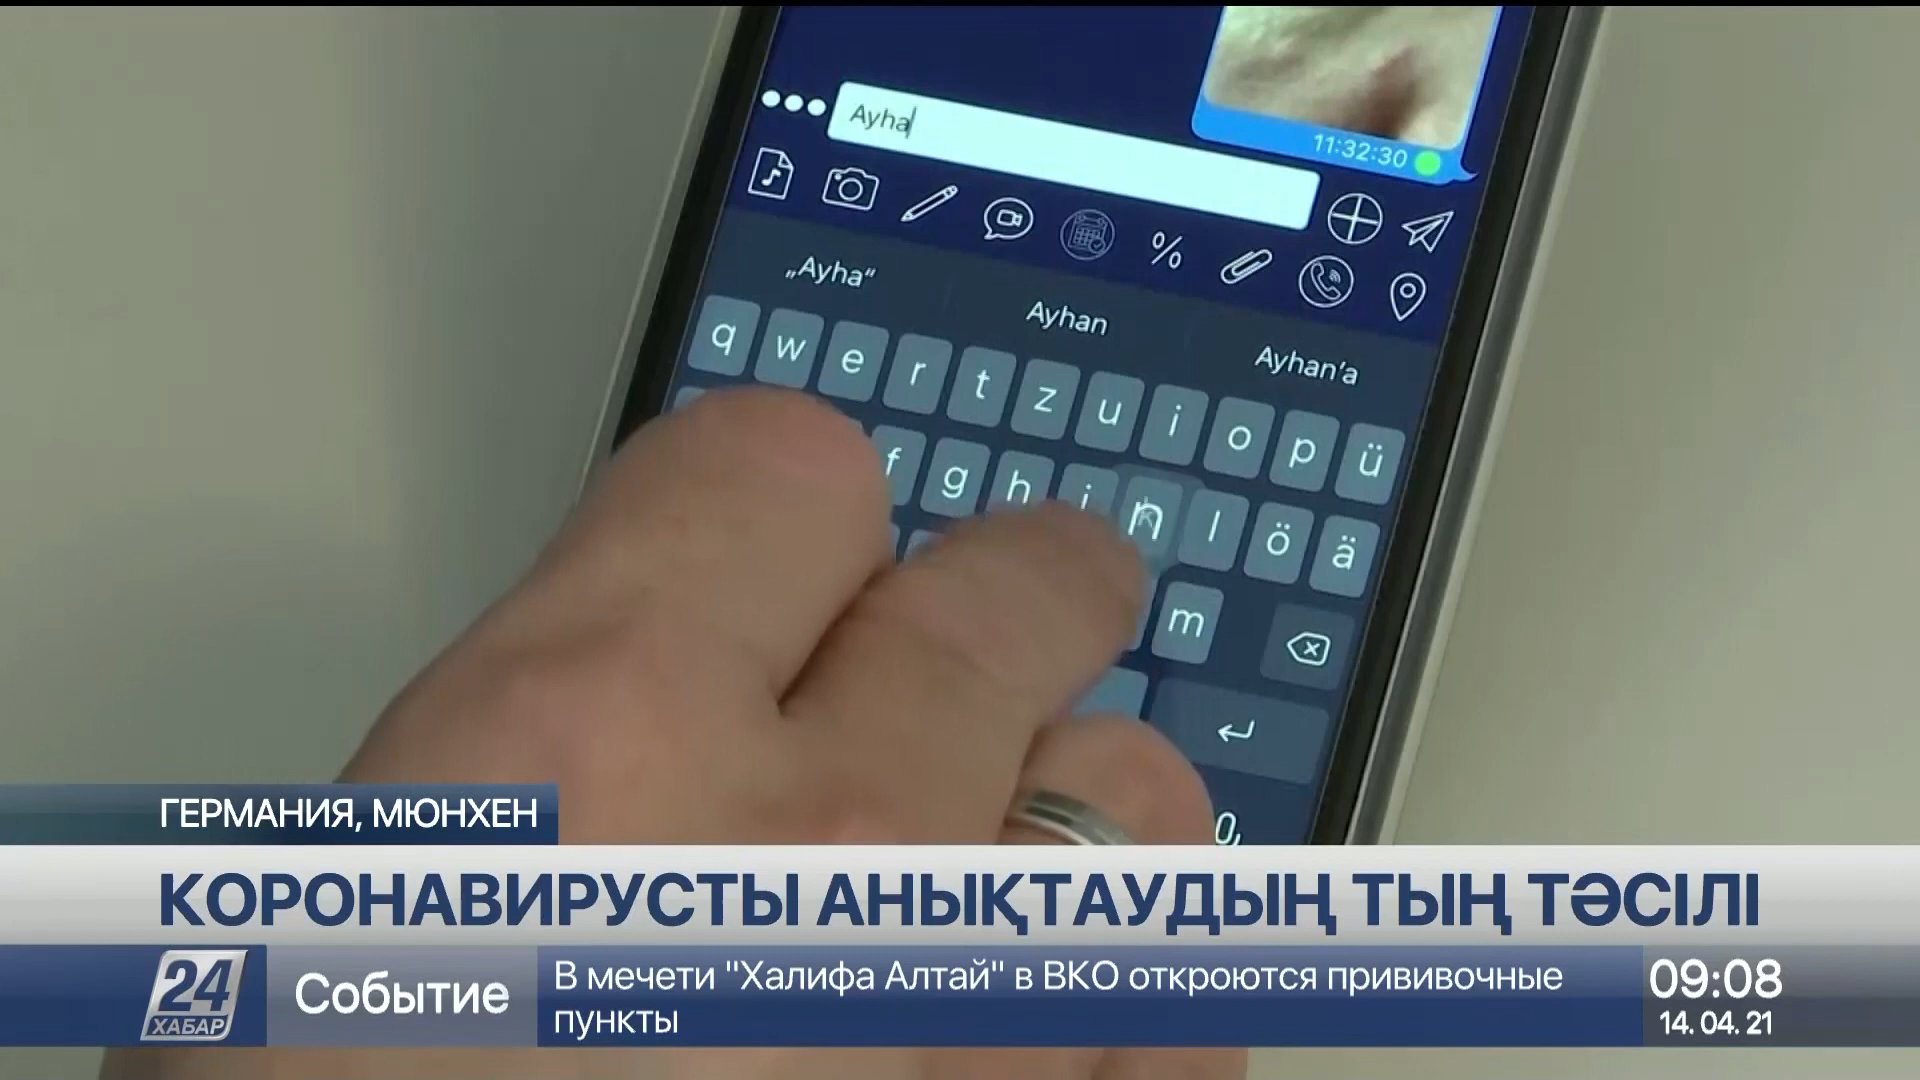 Ayha
11:32:30
%
„Ayha“
Ayhan
Ayhan’a
q w e r t z u i o p ü
f g h j n l ö ä
m
ГЕРМАНИЯ, МЮНХЕН
КОРОНАВИРУСТЫ АНЫҚТАУДЫҢ ТЫҢ ТӘСІЛІ
24
ХАБАР
Событие
В мечети "Халифа Алтай" в ВКО откроются прививочные
пункты
09:08
14. 04. 21